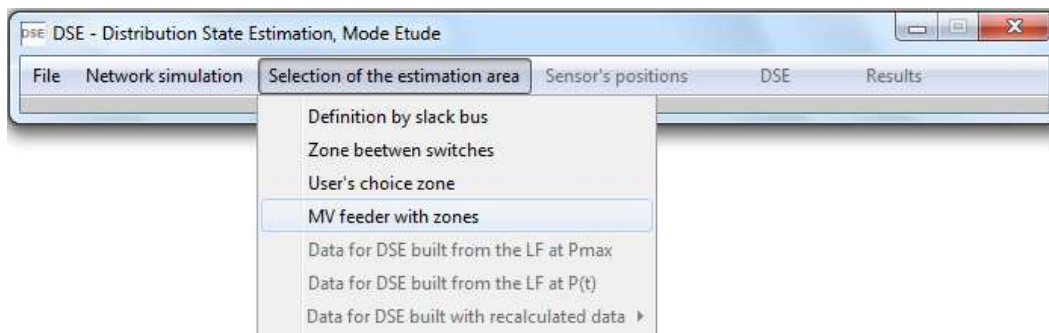 DSE DSE - Distribution State Estimation, Mode Etude
File Network simulation Selection of the estimation area Sensor's positions DSE Results
Definition by slack bus
Zone beetwen switches
User's choice zone
MV feeder with zones
Data for DSE built from the LF at Pmax
Data for DSE built from the LF at P(t)
Data for DSE built with recalculated data